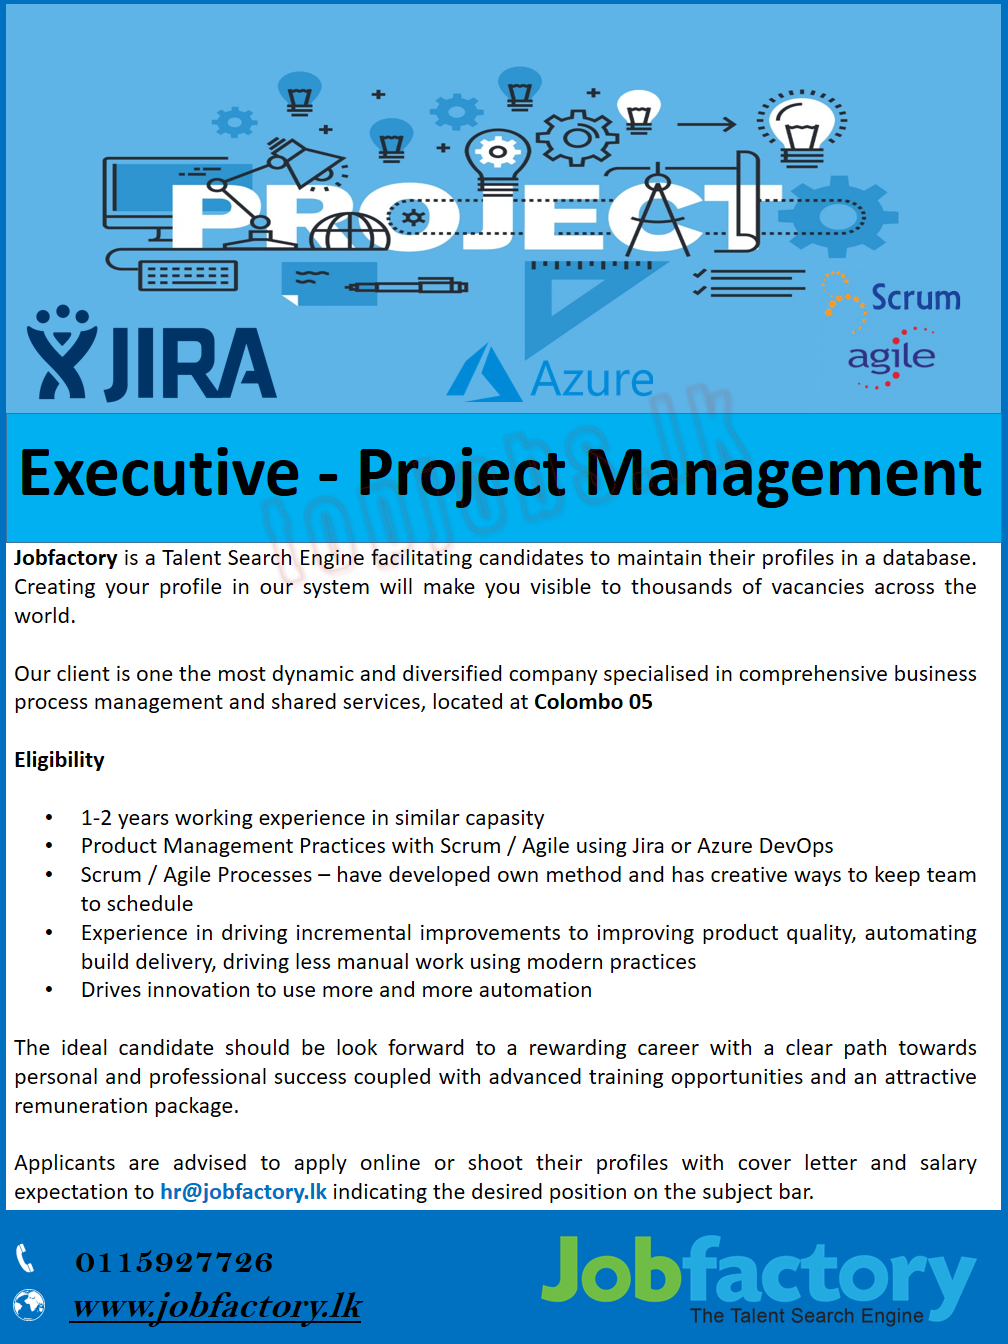 PROJECT
JIRA
Azure
Scrum
agile
topjobs.lk
Executive - Project Management
Jobfactory is a Talent Search Engine facilitating candidates to maintain their profiles in a database.
Creating your profile in our system will make you visible to thousands of vacancies across the
world.
Our client is one the most dynamic and diversified company specialised in comprehensive business
process management and shared services, located at Colombo 05
Eligibility
• 1-2 years working experience in similar capasity
• Product Management Practices with Scrum / Agile using Jira or Azure DevOps
• Scrum / Agile Processes – have developed own method and has creative ways to keep team
to schedule
• Experience in driving incremental improvements to improving product quality, automating
build delivery, driving less manual work using modern practices
• Drives innovation to use more and more automation
The ideal candidate should be look forward to a rewarding career with a clear path towards
personal and professional success coupled with advanced training opportunities and an attractive
remuneration package.
Applicants are advised to apply online or shoot their profiles with cover letter and salary
expectation to hr@jobfactory.lk indicating the desired position on the subject bar.
0115927726
www.jobfactory.lk
Jobfactory
The Talent Search Engine